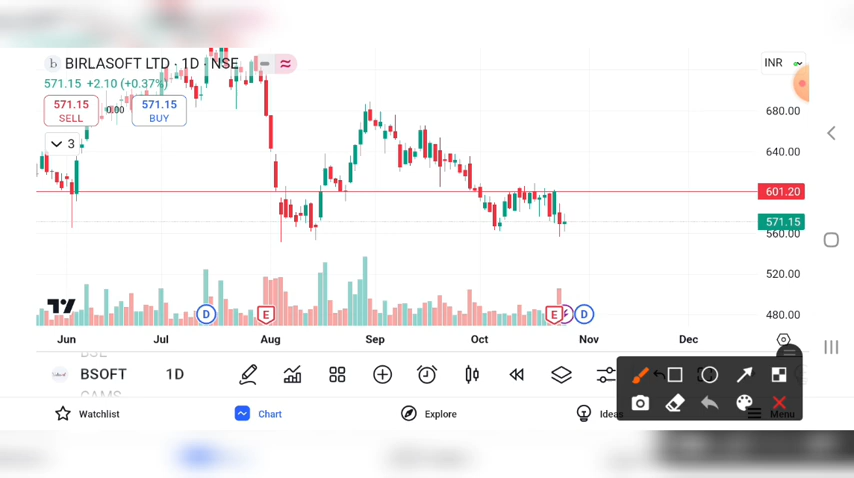 BIRLASOFT LTD · 1D · NSE
INR
571.15 +2.10 (+0.37%)
571.15
SELL
0.00
571.15
BUY
3
680.00
640.00
601.20
571.15
560.00
520.00
480.00
D
E
E
D
Jun
Jul
Aug
Sep
Oct
Nov
Dec
BSE
BSOFT
1D
CAMS
Watchlist
Chart
Explore
Ideas
Menu